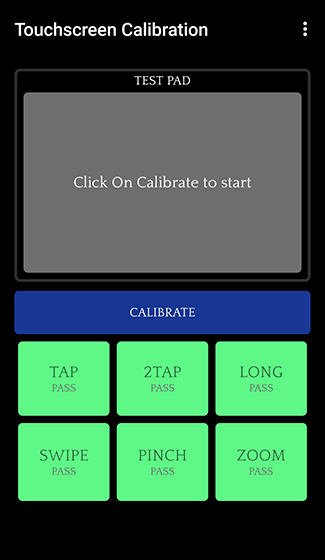 Touchscreen Calibration
TEST PAD
Click On Calibrate to start
CALIBRATE
TAP
PASS
2TAP
PASS
LONG
PASS
SWIPE
PASS
PINCH
PASS
ZOOM
PASS